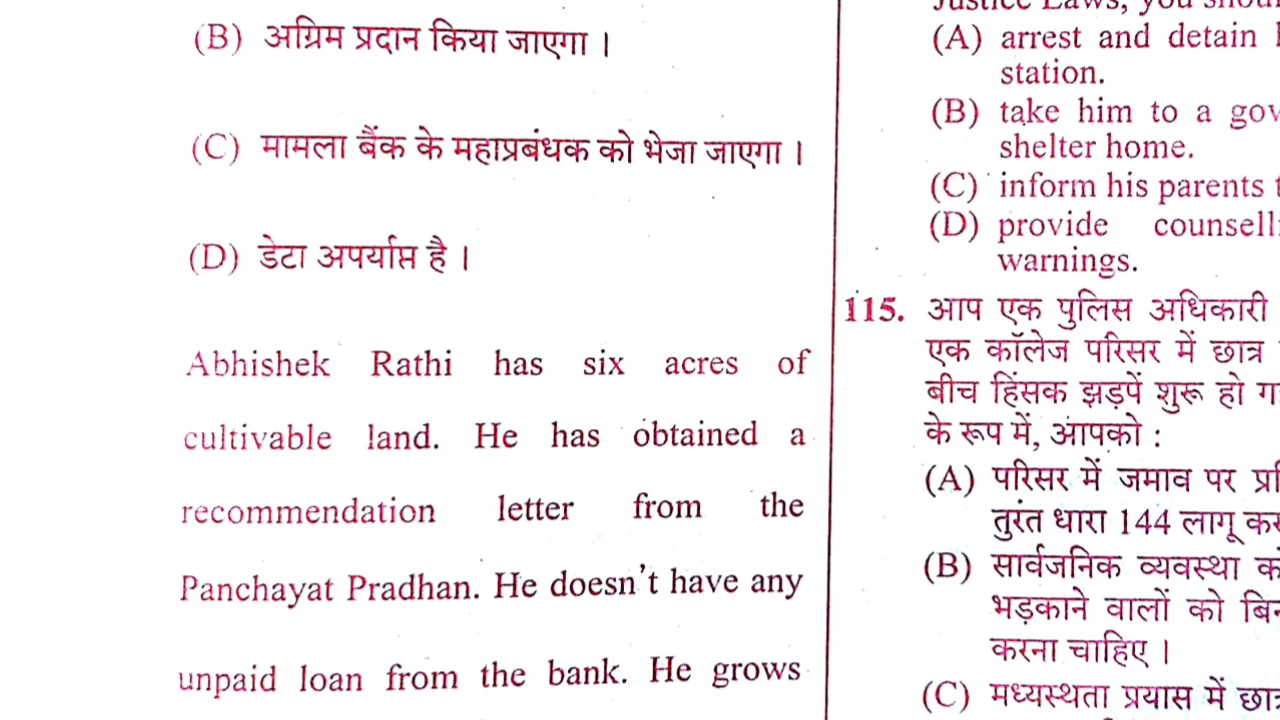 (B) अग्रिम प्रदान किया जाएगा ।
(C) मामला बैंक के महाप्रबंधक को भेजा जाएगा ।
(D) डेटा अपर्याप्त है ।
Abhishek Rathi has six acres of
cultivable land. He has obtained a
recommendation letter from the
Panchayat Pradhan. He doesn't have any
unpaid loan from the bank. He grows
(A) arrest and detain
station.
(B) take him to a
shelter home.
(C) inform his parents
(D) provide
warnings.
115. आप एक पुलिस अधिकारी
एक कॉलेज परिसर में छात्र
बीच हिंसक झड़पें शुरू हो
के रूप में, आपको :
(A) परिसर में जमाव पर
तुरंत धारा 144 लागू
(B) सार्वजनिक व्यवस्था
भड़काने वालों को
करना चाहिए ।
(C) मध्यस्थता प्रयास में